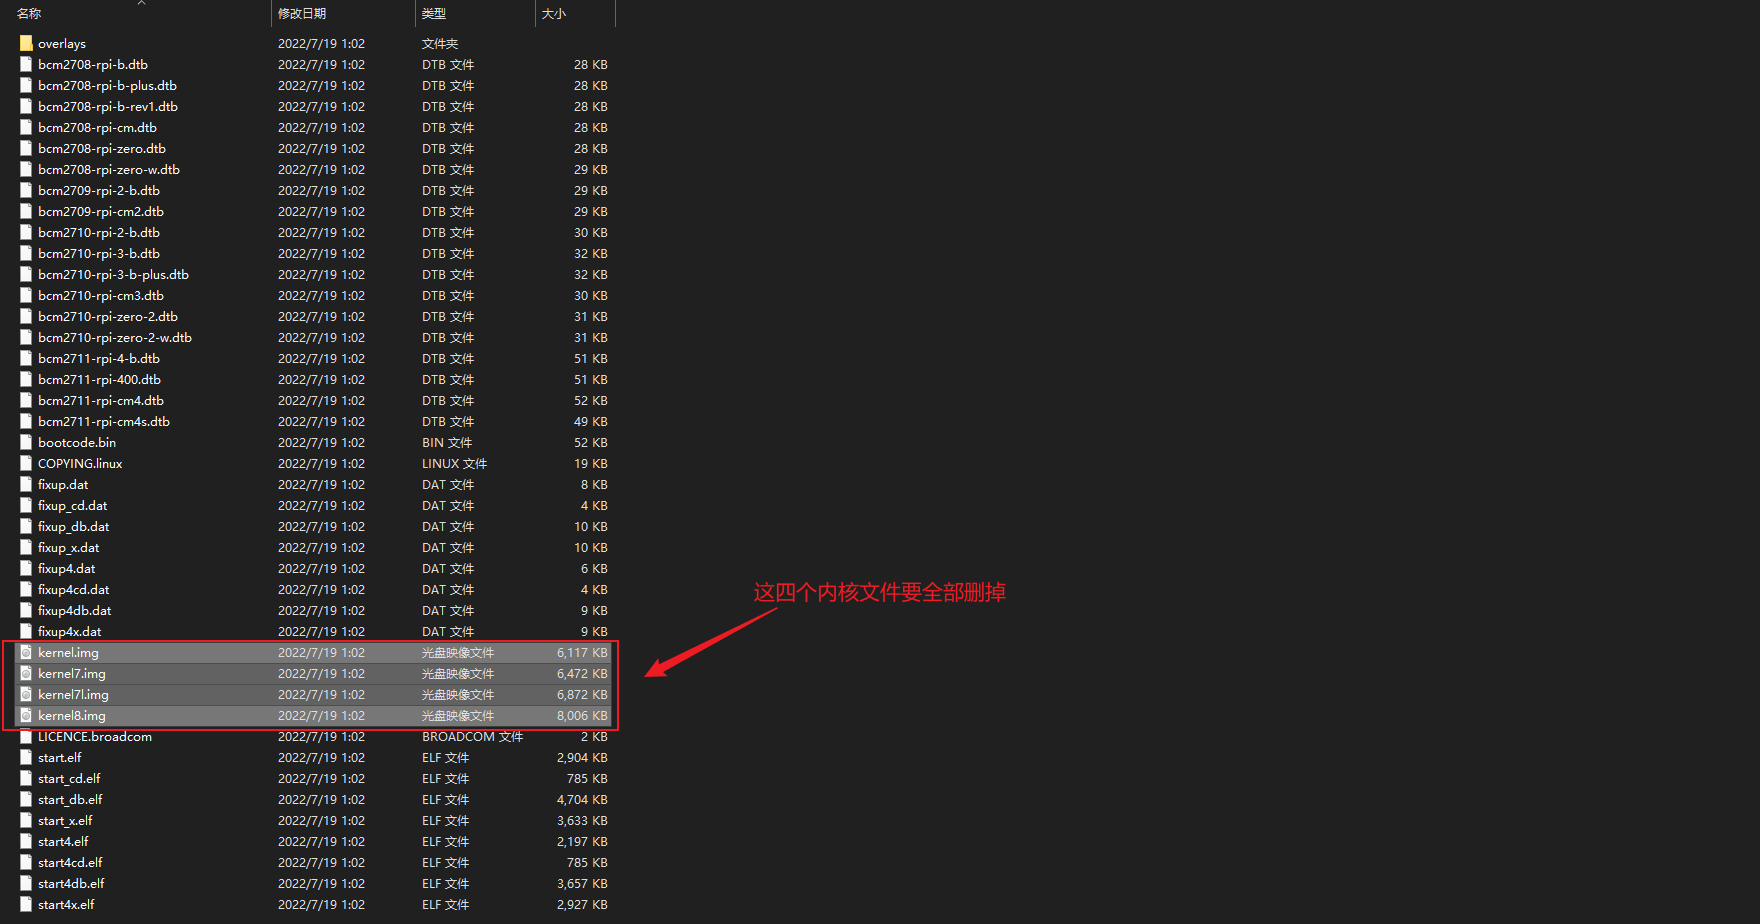 名称 修改日期 类型 大小
overlays 2022/7/19 1:02 文件夹
bcm2708-rpi-b.dtb 2022/7/19 1:02 DTB 文件 28 KB
bcm2708-rpi-b-plus.dtb 2022/7/19 1:02 DTB 文件 28 KB
bcm2708-rpi-b-rev1.dtb 2022/7/19 1:02 DTB 文件 28 KB
bcm2708-rpi-cm.dtb 2022/7/19 1:02 DTB 文件 28 KB
bcm2708-rpi-zero.dtb 2022/7/19 1:02 DTB 文件 28 KB
bcm2708-rpi-zero-w.dtb 2022/7/19 1:02 DTB 文件 29 KB
bcm2709-rpi-2-b.dtb 2022/7/19 1:02 DTB 文件 29 KB
bcm2709-rpi-cm2.dtb 2022/7/19 1:02 DTB 文件 29 KB
bcm2710-rpi-2-b.dtb 2022/7/19 1:02 DTB 文件 30 KB
bcm2710-rpi-3-b.dtb 2022/7/19 1:02 DTB 文件 32 KB
bcm2710-rpi-3-b-plus.dtb 2022/7/19 1:02 DTB 文件 32 KB
bcm2710-rpi-cm3.dtb 2022/7/19 1:02 DTB 文件 30 KB
bcm2710-rpi-zero-2.dtb 2022/7/19 1:02 DTB 文件 31 KB
bcm2710-rpi-zero-2-w.dtb 2022/7/19 1:02 DTB 文件 31 KB
bcm2711-rpi-4-b.dtb 2022/7/19 1:02 DTB 文件 51 KB
bcm2711-rpi-400.dtb 2022/7/19 1:02 DTB 文件 51 KB
bcm2711-rpi-cm4.dtb 2022/7/19 1:02 DTB 文件 52 KB
bcm2711-rpi-cm4s.dtb 2022/7/19 1:02 DTB 文件 49 KB
bootcode.bin 2022/7/19 1:02 BIN 文件 52 KB
COPYING.linux 2022/7/19 1:02 LINUX 文件 19 KB
fixup.dat 2022/7/19 1:02 DAT 文件 8 KB
fixup_cd.dat 2022/7/19 1:02 DAT 文件 4 KB
fixup_db.dat 2022/7/19 1:02 DAT 文件 10 KB
fixup_x.dat 2022/7/19 1:02 DAT 文件 10 KB
fixup4.dat 2022/7/19 1:02 DAT 文件 6 KB
fixup4cd.dat 2022/7/19 1:02 DAT 文件 4 KB
这四个内核文件要全部删掉
fixup4db.dat 2022/7/19 1:02 DAT 文件 9 KB
fixup4x.dat 2022/7/19 1:02 DAT 文件 9 KB
kernel.img 2022/7/19 1:02 光盘映像文件 6,117 KB
kernel7.img 2022/7/19 1:02 光盘映像文件 6,472 KB
kernel7l.img 2022/7/19 1:02 光盘映像文件 6,872 KB
kernel8.img 2022/7/19 1:02 光盘映像文件 8,006 KB
LICENCE.broadcom 2022/7/19 1:02 BROADCOM 文件 2 KB
start.elf 2022/7/19 1:02 ELF 文件 2,904 KB
start_cd.elf 2022/7/19 1:02 ELF 文件 785 KB
start_db.elf 2022/7/19 1:02 ELF 文件 4,704 KB
start_x.elf 2022/7/19 1:02 ELF 文件 3,633 KB
start4.elf 2022/7/19 1:02 ELF 文件 2,197 KB
start4cd.elf 2022/7/19 1:02 ELF 文件 785 KB
start4db.elf 2022/7/19 1:02 ELF 文件 3,657 KB
start4x.elf 2022/7/19 1:02 ELF 文件 2,927 KB